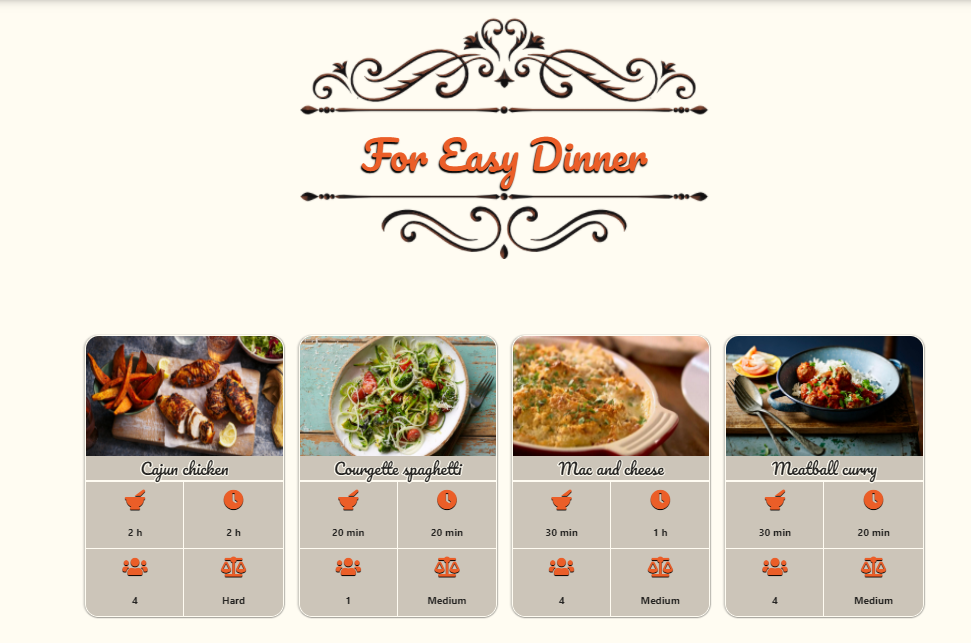 For Easy Dinner
Cajun chicken
2 h
2 h
4
Hard
Courgette spaghetti
20 min
20 min
1
Medium
Mac and cheese
30 min
1 h
4
Medium
Meatball curry
30 min
20 min
4
Medium